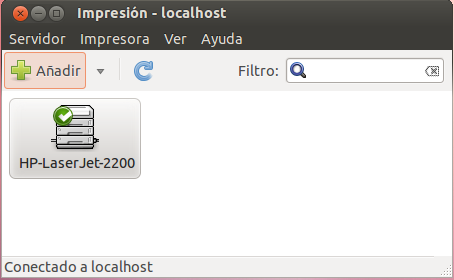 Impresión - localhost
Servidor Impresora Ver Ayuda
Añadir Filtro:
HP-LaserJet-2200
Conectado a localhost